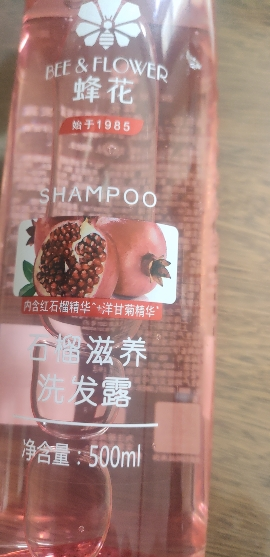 BEE & FLOWER
蜂花
始于1985
SHAMPOO
内含红石榴精华^+洋甘菊精华^
石榴滋养
洗发露
净含量：500ml